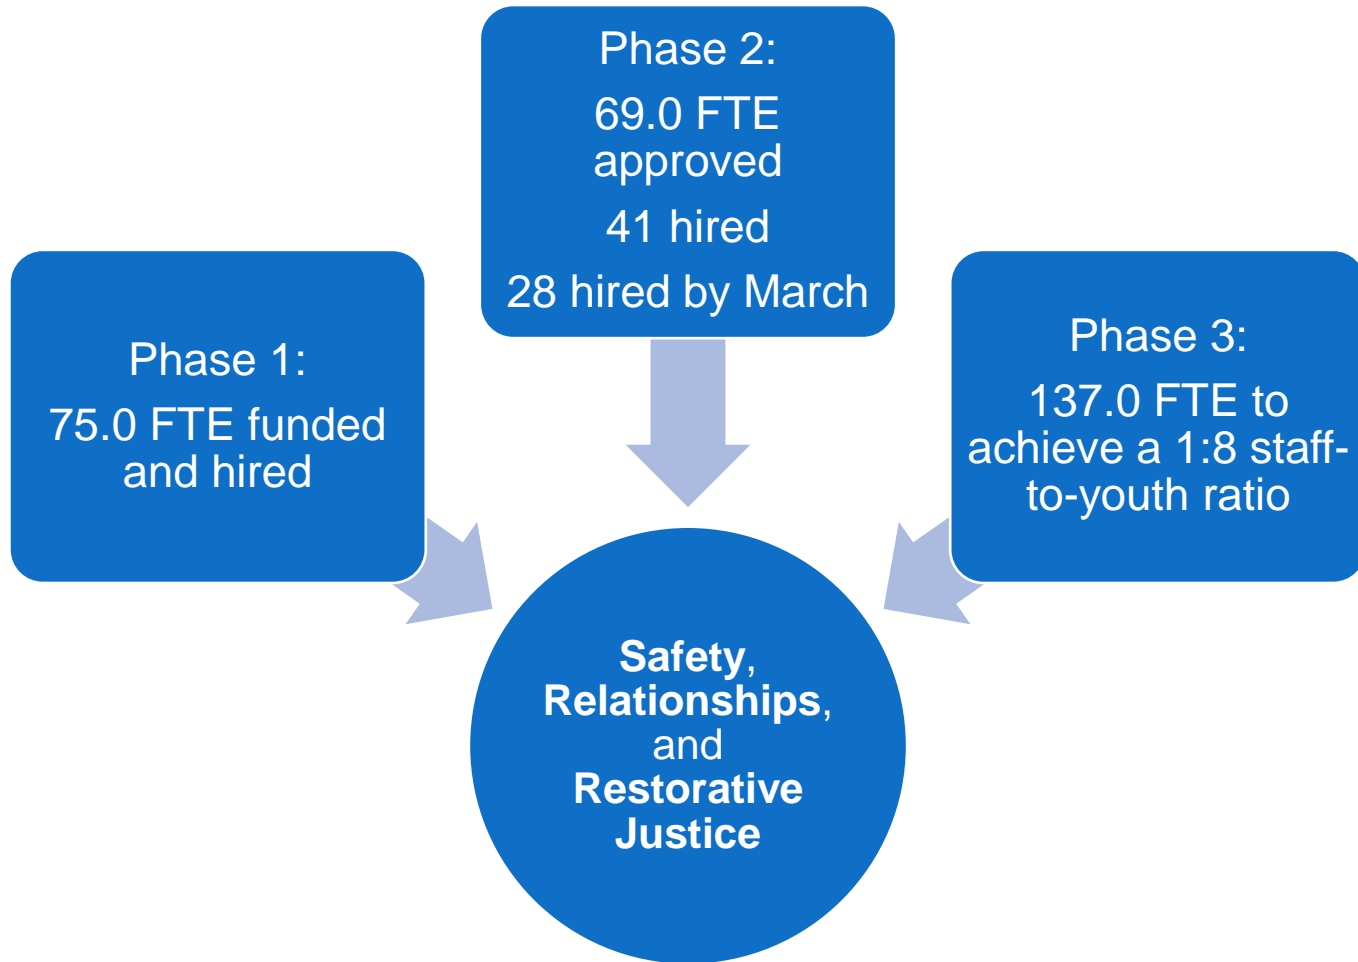 Phase 1:
75.0 FTE funded
and hired
Phase 2:
69.0 FTE
approved
41 hired
28 hired by March
Phase 3:
137.0 FTE to
achieve a 1:8 staff-
to-youth ratio
Safety,
Relationships,
and
Restorative
Justice